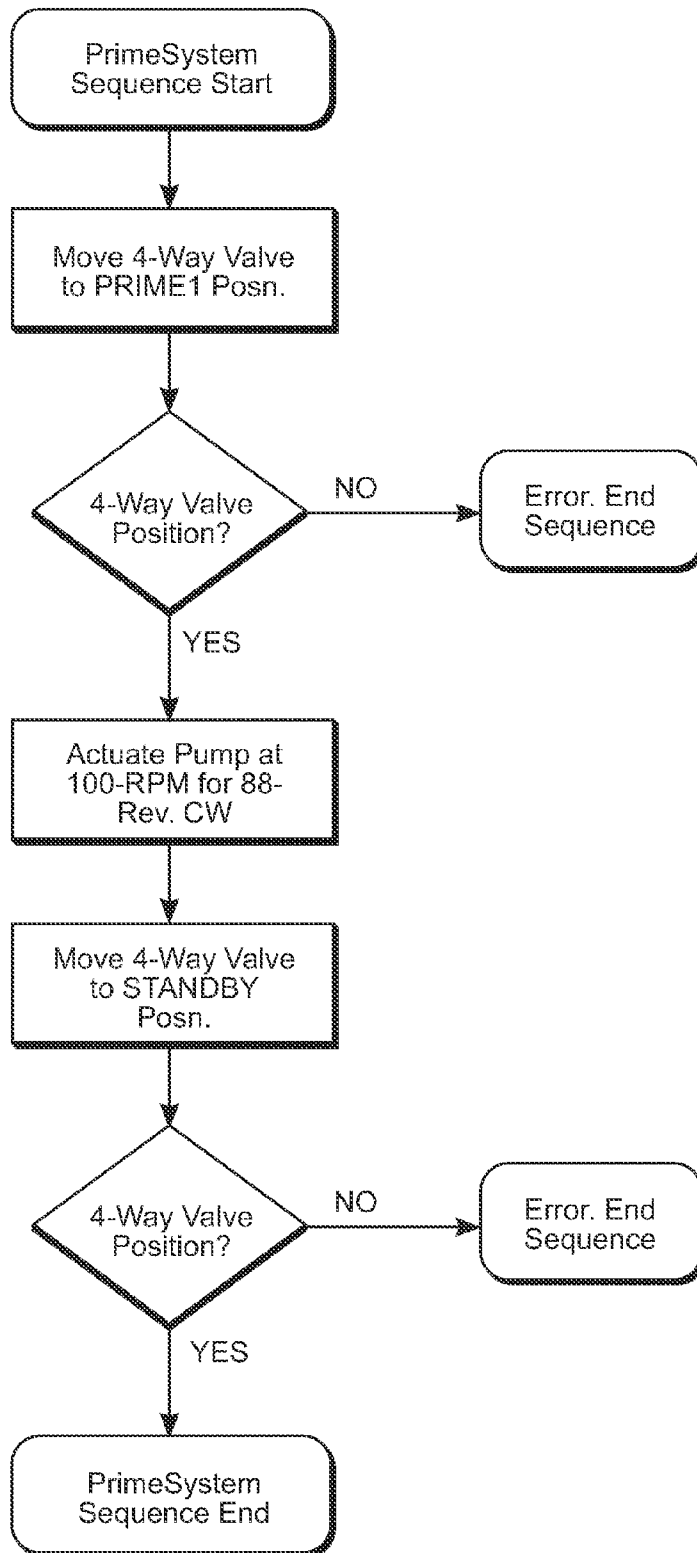 PrimeSystem
Sequence Start
Move 4-Way Valve
to PRIME1 Posn.
4-Way Valve
Position?
NO
Error. End
Sequence
YES
Actuate Pump at
100-RPM for 88-
Rev. CW
Move 4-Way Valve
to STANDBY
Posn.
4-Way Valve
Position?
NO
Error. End
Sequence
YES
PrimeSystem
Sequence End